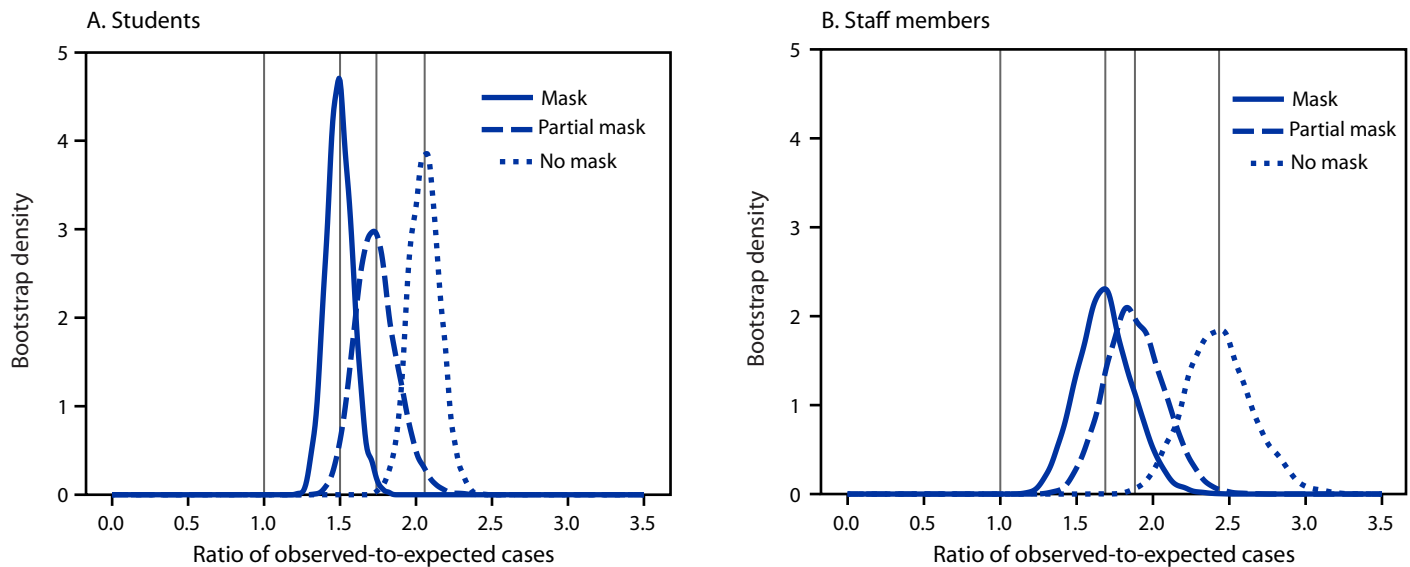 A. Students
5
4
3
2
1
0
Bootstrap density
Mask
Partial mask
No mask
0.0 0.5 1.0 1.5 2.0 2.5 3.0 3.5
Ratio of observed-to-expected cases
B. Staff members
5
4
3
2
1
0
Bootstrap density
Mask
Partial mask
No mask
0.0 0.5 1.0 1.5 2.0 2.5 3.0 3.5
Ratio of observed-to-expected cases